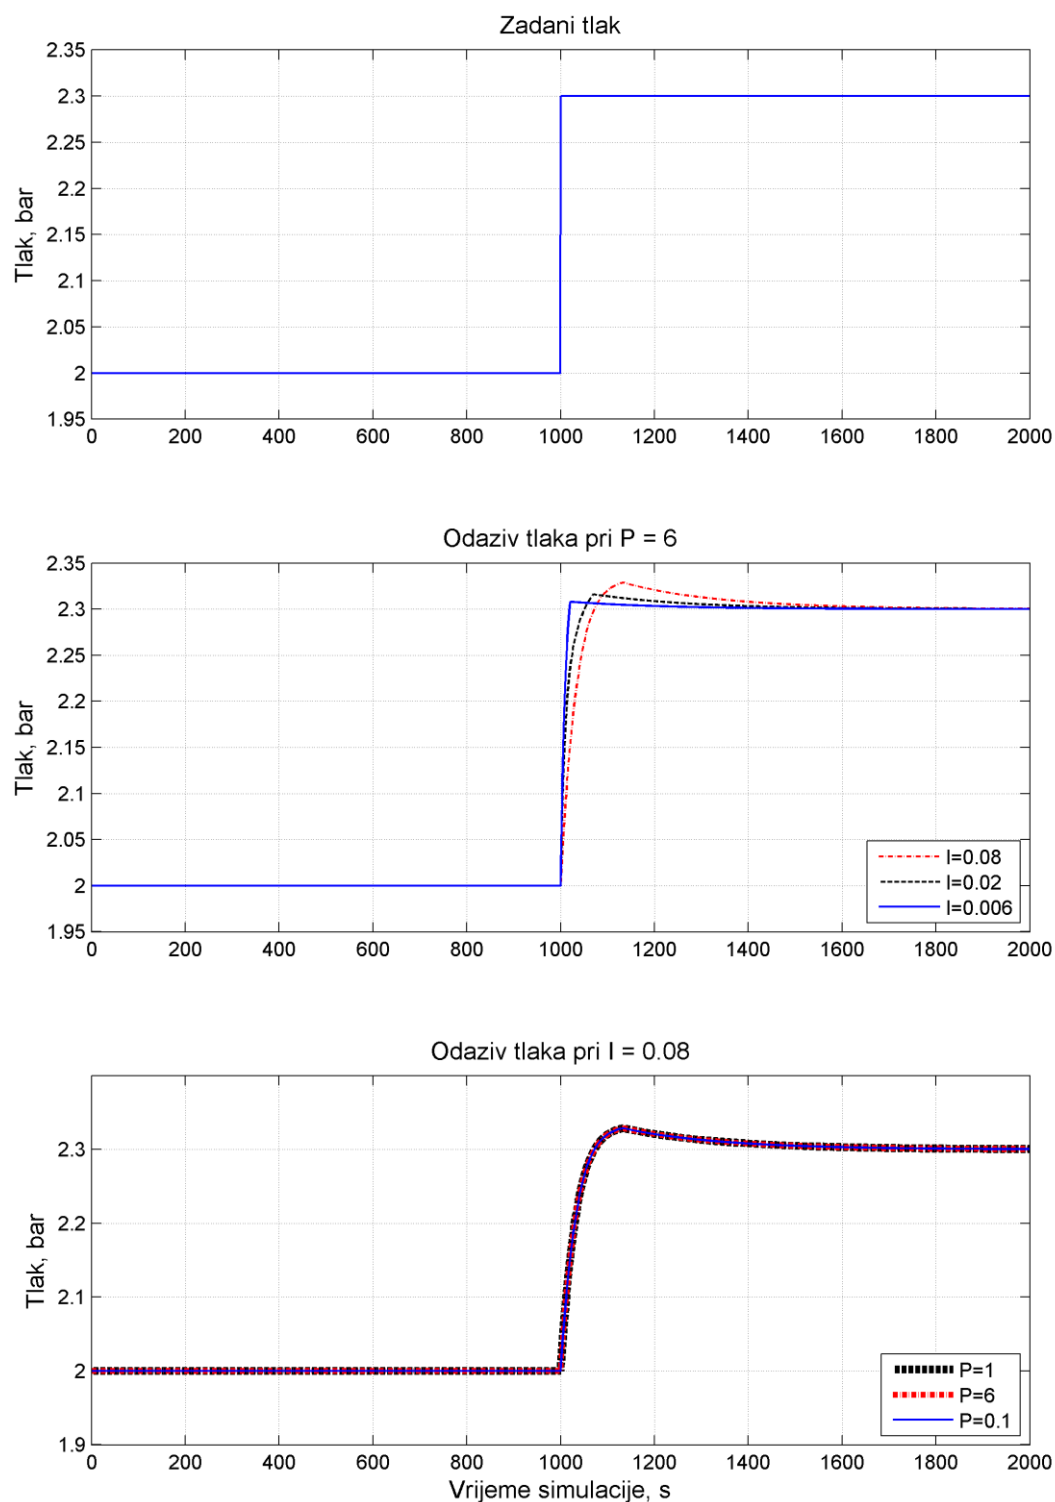 Zadani tlak
2.35
2.3
2.25
2.2
2.15
2.1
2.05
2
1.95
Tlak, bar
0 200 400 600 800 1000 1200 1400 1600 1800 2000
Odaziv tlaka pri P = 6
2.35
2.3
2.25
2.2
2.15
2.1
2.05
2
1.95
Tlak, bar
I=0.08
I=0.02
I=0.006
0 200 400 600 800 1000 1200 1400 1600 1800 2000
Odaziv tlaka pri I = 0.08
2.3
2.2
2.1
2
1.9
Tlak, bar
P=1
P=6
P=0.1
0 200 400 600 800 1000 1200 1400 1600 1800 2000
Vrijeme simulacije, s